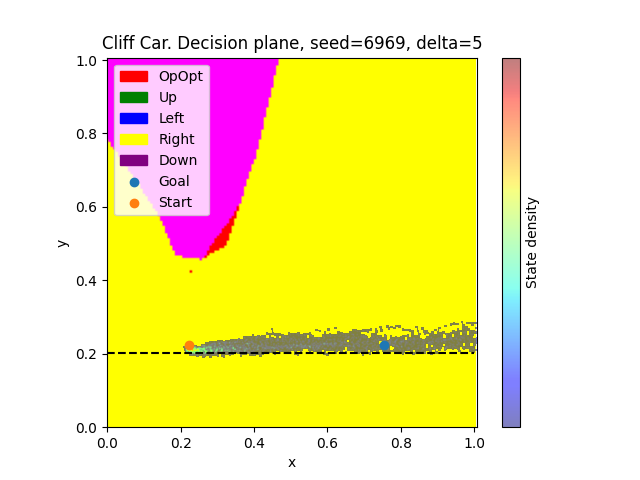 Cliff Car. Decision plane, seed=6969, delta=5
1.0
0.8
0.6
0.4
0.2
0.0
y
OpOpt
Up
Left
Right
Down
Goal
Start
0.0 0.2 0.4 0.6 0.8 1.0
x
State density